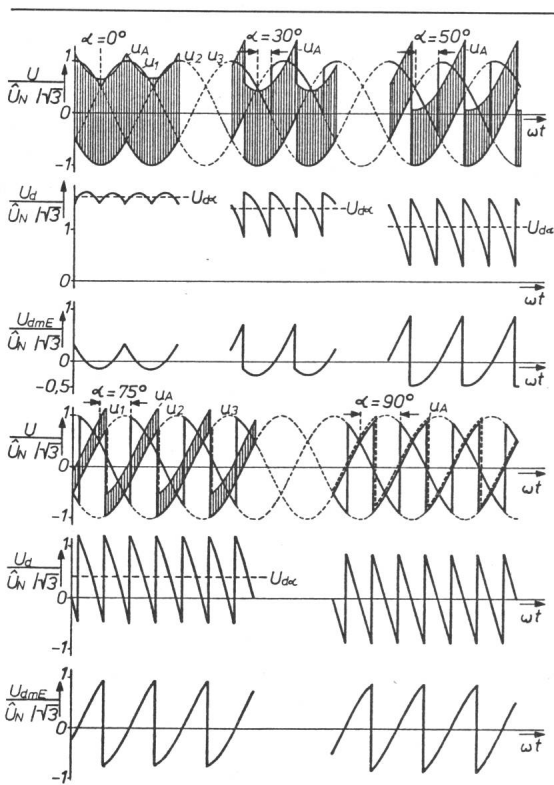 α=0° u_A u_1 u_2 u_3 α=30° u_A α=50° u_A
1
U
Û_N /√3
0
-1
ωt
U_d
Û_N /√3
U_dα U_dα U_dα
1
0
ωt
1
U_dmE
Û_N /√3
0
-0,5
ωt
α=75° u_A α=90°
1 u_1 u_2 u_3 u_A
U
Û_N /√3
0
-1
ωt
1
U_d
Û_N /√3
U_dα
0
-1
ωt
1
U_dmE
Û_N /√3
0
-1
ωt